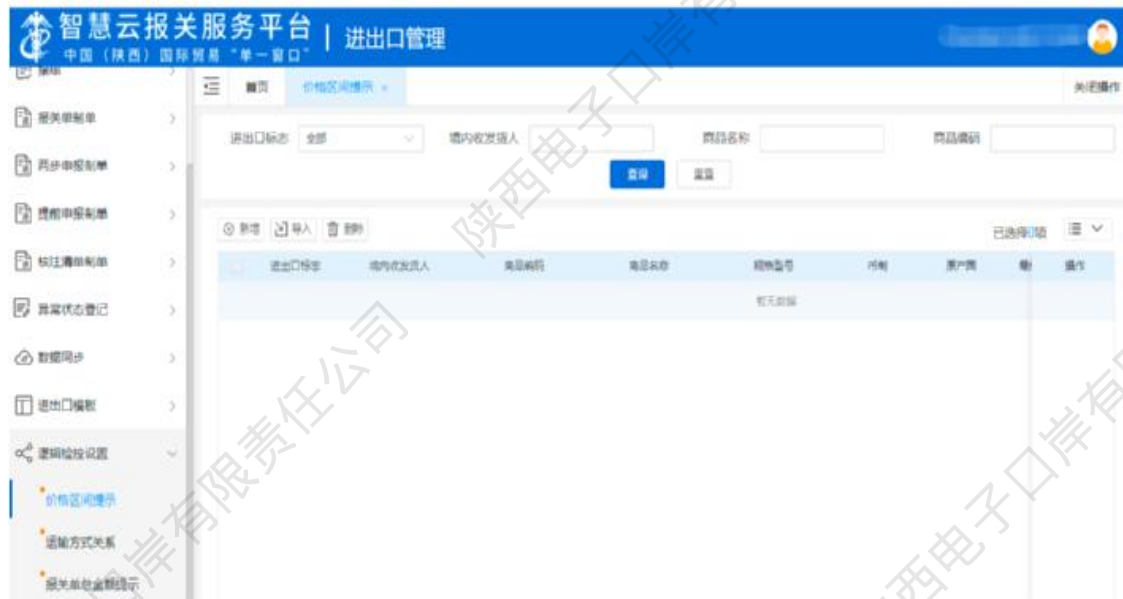 智慧云报关服务平台
中国（陕西）国际贸易“单一窗口”
进出口管理
首页
价格区间提示 ×
关闭操作
报关单制单
两步申报制单
提前申报制单
核注清单制单
异常状态登记
数据同步
进出口模板
逻辑检控设置
价格区间提示
运输方式关系
报关单总金额提示
进出口标志 全部
境内收发货人
商品名称
商品编码
查询
重置
新增
导入
删除
已选择0项
进出口标志 境内收发货人 商品编码 商品名称 规格型号 币制 原产国 操作
暂无数据
陕西电子口岸有限责任公司